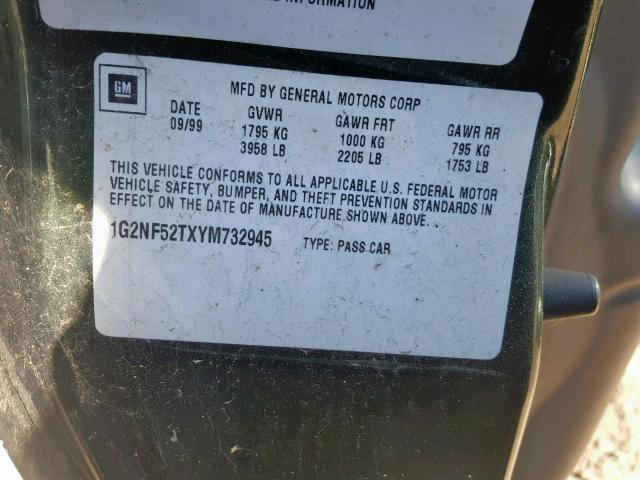 INFORMATION
GM
MFD BY GENERAL MOTORS CORP
DATE GVWR GAWR FRT GAWR RR
09/99 1795 KG 1000 KG 795 KG
3958 LB 2205 LB 1753 LB
THIS VEHICLE CONFORMS TO ALL APPLICABLE U.S. FEDERAL MOTOR
VEHICLE SAFETY, BUMPER, AND THEFT PREVENTION STANDARDS IN
EFFECT ON THE DATE OF MANUFACTURE SHOWN ABOVE.
1G2NF52TXYM732945 TYPE: PASS CAR